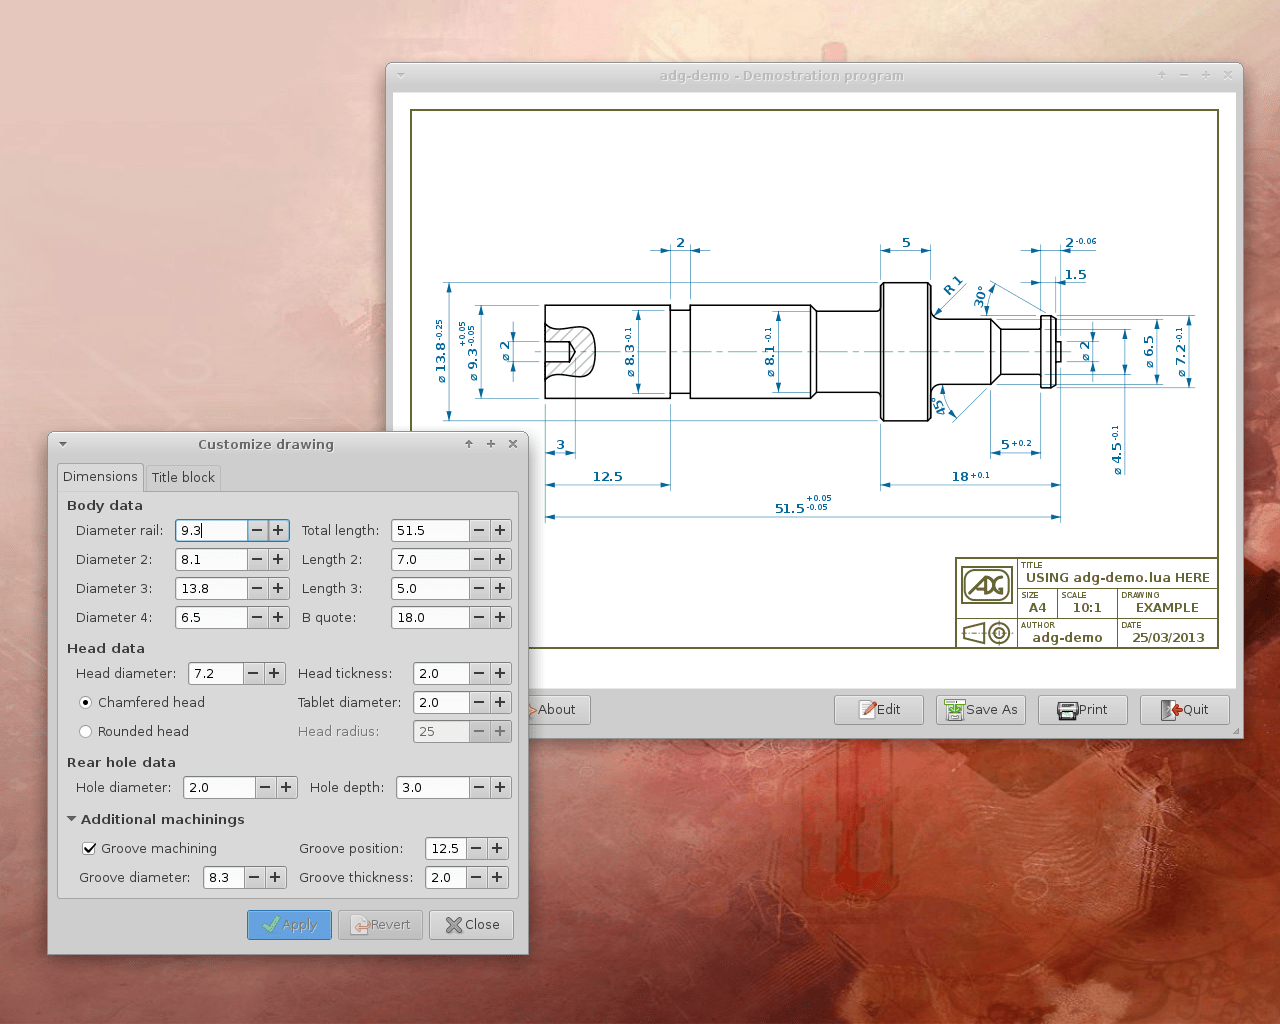 adg-demo - Demostration program
2
5
2 -0.06
1.5
R 1
30°
⌀ 13.8 -0.25
⌀ 9.3 +0.05 -0.05
⌀ 2
⌀ 8.3 -0.1
⌀ 8.1 -0.1
⌀ 2
⌀ 6.5
⌀ 7.2 -0.1
45°
3
5 +0.2
⌀ 4.5 -0.1
12.5
18 +0.1
51.5 +0.05 -0.05
TITLE
USING adg-demo.lua HERE
ADG
SIZE SCALE DRAWING
A4 10:1 EXAMPLE
AUTHOR DATE
adg-demo 25/03/2013
About Edit Save As Print Quit
Customize drawing
Dimensions Title block
Body data
Diameter rail: 9.3 Total length: 51.5
Diameter 2: 8.1 Length 2: 7.0
Diameter 3: 13.8 Length 3: 5.0
Diameter 4: 6.5 B quote: 18.0
Head data
Head diameter: 7.2 Head tickness: 2.0
Chamfered head Tablet diameter: 2.0
Rounded head Head radius: 25
Rear hole data
Hole diameter: 2.0 Hole depth: 3.0
Additional machinings
Groove machining Groove position: 12.5
Groove diameter: 8.3 Groove thickness: 2.0
Apply Revert Close